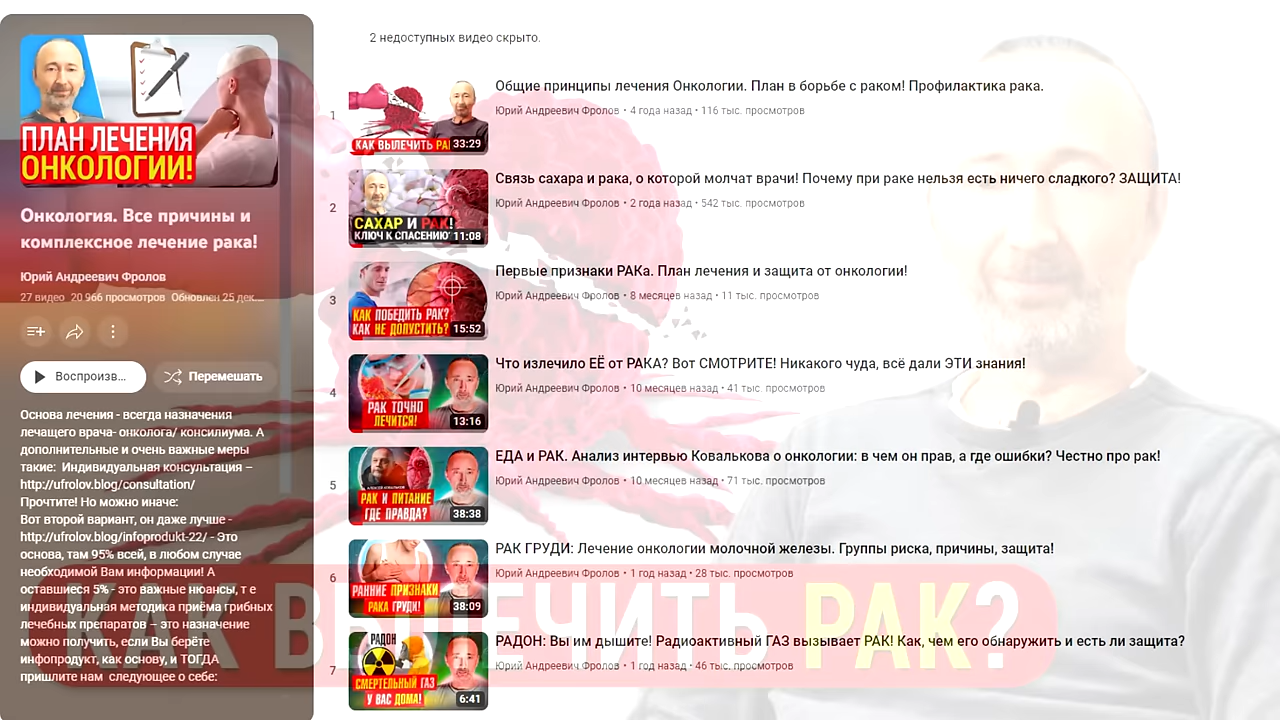 ПЛАН ЛЕЧЕНИЯ
ОНКОЛОГИИ!
Онкология. Все причины и
комплексное лечение рака!
Юрий Андреевич Фролов
27 видео 20 966 просмотров Обновлен 25 дек....
Воспроизв...
Перемешать
Основа лечения - всегда назначения
лечащего врача- онколога/ консилиума. А
дополнительные и очень важные меры
такие: Индивидуальная консультация –
http://ufrolov.blog/consultation/
Прочтите! Но можно иначе:
Вот второй вариант, он даже лучше -
http://ufrolov.blog/infoprodukt-22/ - Это
основа, там 95% всей, в любом случае
необходимой Вам информации! А
оставшиеся 5% - это важные нюансы, т е
индивидуальная методика приёма грибных
лечебных препаратов – это назначение
можно получить, если Вы берёте
инфопродукт, как основу, и ТОГДА
пришлите нам следующее о себе:
2 недоступных видео скрыто.
1
КАК ВЫЛЕЧИТЬ РА
33:29
Общие принципы лечения Онкологии. План в борьбе с раком! Профилактика рака.
Юрий Андреевич Фролов • 4 года назад • 116 тыс. просмотров
2
САХАР И РАК!
КЛЮЧ К СПАСЕНИЮ
11:08
Связь сахара и рака, о которой молчат врачи! Почему при раке нельзя есть ничего сладкого? ЗАЩИТА!
Юрий Андреевич Фролов • 2 года назад • 542 тыс. просмотров
3
КАК ПОБЕДИТЬ РАК?
КАК НЕ ДОПУСТИТЬ?
15:52
Первые признаки РАКа. План лечения и защита от онкологии!
Юрий Андреевич Фролов • 8 месяцев назад • 11 тыс. просмотров
4
РАК ТОЧНО
ЛЕЧИТСЯ!
13:16
Что излечило ЕЁ от РАКА? Вот СМОТРИТЕ! Никакого чуда, всё дали ЭТИ знания!
Юрий Андреевич Фролов • 10 месяцев назад • 41 тыс. просмотров
5
РАК И ПИТАНИЕ
ГДЕ ПРАВДА?
38:38
ЕДА и РАК. Анализ интервью Ковалькова о онкологии: в чем он прав, а где ошибки? Честно про рак!
Юрий Андреевич Фролов • 10 месяцев назад • 71 тыс. просмотров
6
РАННИЕ ПРИЗНАКИ
РАКА ГРУДИ!
38:09
РАК ГРУДИ: Лечение онкологии молочной железы. Группы риска, причины, защита!
Юрий Андреевич Фролов • 1 год назад • 28 тыс. просмотров
7
РАДОН
СМЕРТЕЛЬНЫЙ ГАЗ
У ВАС ДОМА!
6:41
РАДОН: Вы им дышите! Радиоактивный ГАЗ вызывает РАК! Как, чем его обнаружить и есть ли защита?
Юрий Андреевич Фролов • 1 год назад • 46 тыс. просмотров
КАК ВЫЛЕЧИТЬ РАК?